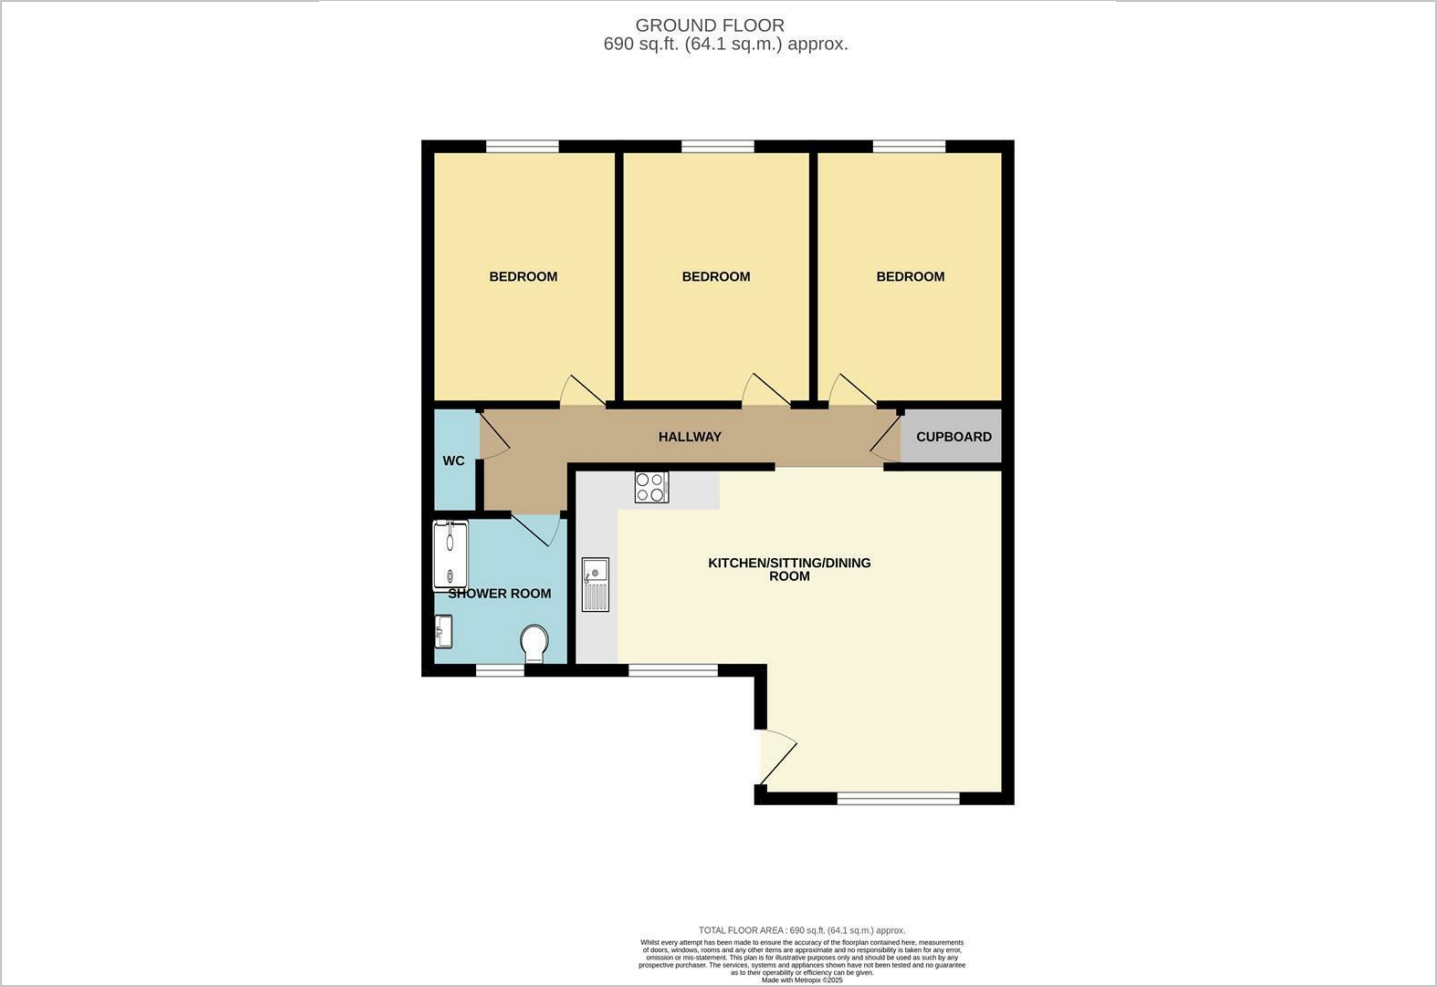 GROUND FLOOR
690 sq.ft. (64.1 sq.m.) approx.
BEDROOM
BEDROOM
BEDROOM
HALLWAY
CUPBOARD
WC
KITCHEN/SITTING/DINING
ROOM
SHOWER ROOM
TOTAL FLOOR AREA : 690 sq.ft. (64.1 sq.m.) approx.
Whilst every attempt has been made to ensure the accuracy of the floorplan contained here, measurements
of doors, windows, rooms and any other items are approximate and no responsibility is taken for any error,
omission or mis-statement. This plan is for illustrative purposes only and should be used as such by any
prospective purchaser. The services, systems and appliances shown have not been tested and no guarantee
as to their operability or efficiency can be given.
Made with Metropix ©2025